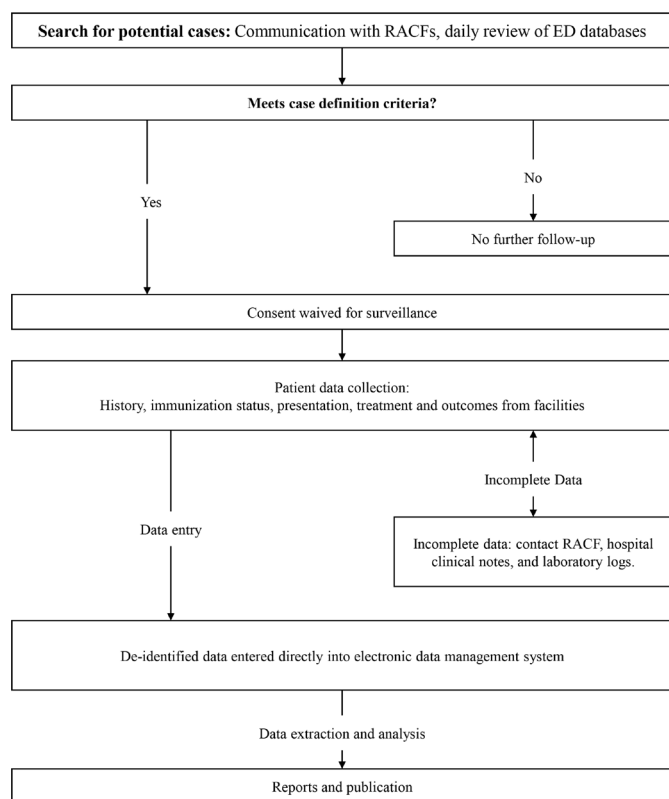 Search for potential cases: Communication with RACFs, daily review of ED databases
Meets case definition criteria?
No
Yes
No further follow-up
Consent waived for surveillance
Patient data collection:
History, immunization status, presentation, treatment and outcomes from facilities
Incomplete Data
Data entry
Incomplete data: contact RACF, hospital
clinical notes, and laboratory logs.
De-identified data entered directly into electronic data management system
Data extraction and analysis
Reports and publication